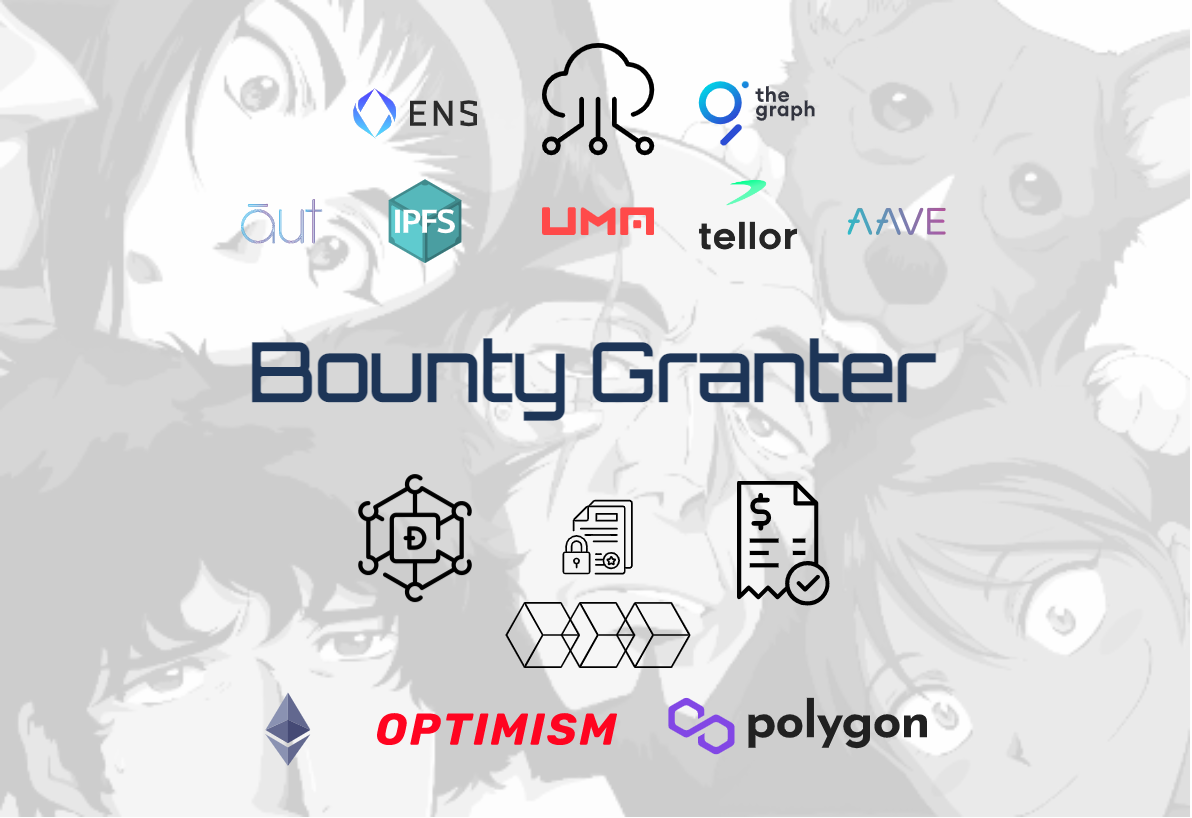 ENS
the
graph
āut
IPFS
UMA
tellor
AAVE
Bounty Granter
Đ
$
OPTIMISM
polygon